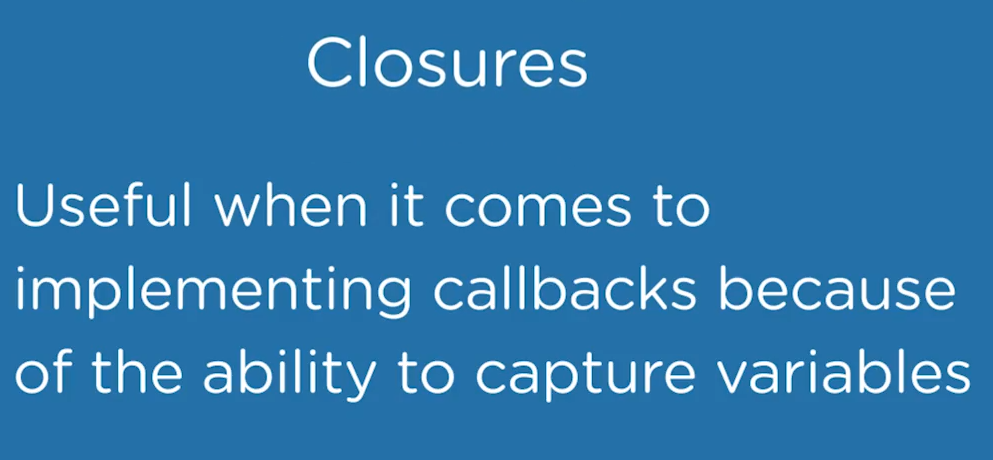 Closures
Useful when it comes to
implementing callbacks because
of the ability to capture variables